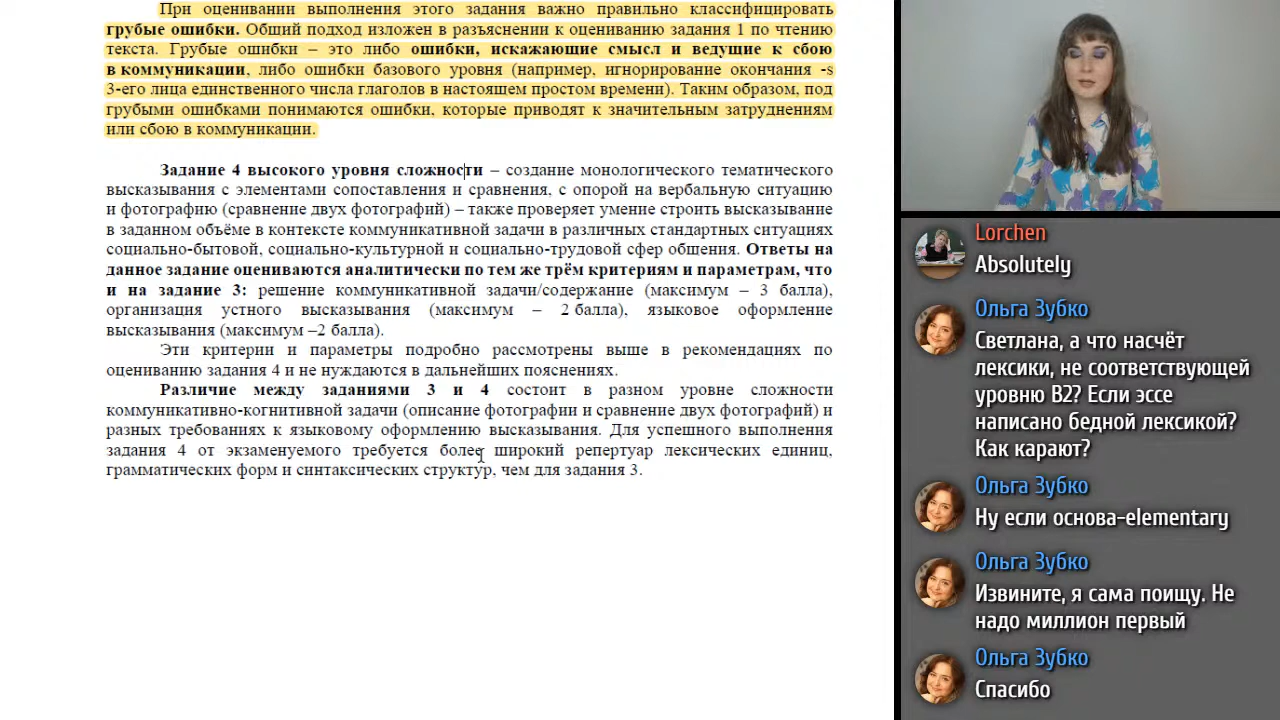 При оценивании выполнения этого задания важно правильно классифицировать
грубые ошибки. Общий подход изложен в разъяснении к оцениванию задания 1 по чтению
текста. Грубые ошибки – это либо ошибки, искажающие смысл и ведущие к сбою
в коммуникации, либо ошибки базового уровня (например, игнорирование окончания -s
3-его лица единственного числа глаголов в настоящем простом времени). Таким образом, под
грубыми ошибками понимаются ошибки, которые приводят к значительным затруднениям
или сбою в коммуникации.
Задание 4 высокого уровня сложности – создание монологического тематического
высказывания с элементами сопоставления и сравнения, с опорой на вербальную ситуацию
и фотографию (сравнение двух фотографий) – также проверяет умение строить высказывание
в заданном объёме в контексте коммуникативной задачи в различных стандартных ситуациях
социально-бытовой, социально-культурной и социально-трудовой сфер общения. Ответы на
данное задание оцениваются аналитически по тем же трём критериям и параметрам, что
и на задание 3: решение коммуникативной задачи/содержание (максимум – 3 балла),
организация устного высказывания (максимум – 2 балла), языковое оформление
высказывания (максимум –2 балла).
Эти критерии и параметры подробно рассмотрены выше в рекомендациях по
оцениванию задания 4 и не нуждаются в дальнейших пояснениях.
Различие между заданиями 3 и 4 состоит в разном уровне сложности
коммуникативно-когнитивной задачи (описание фотографии и сравнение двух фотографий) и
разных требованиях к языковому оформлению высказывания. Для успешного выполнения
задания 4 от экзаменуемого требуется более широкий репертуар лексических единиц,
грамматических форм и синтаксических структур, чем для задания 3.
Lorchen
Absolutely
Ольга Зубко
Светлана, а что насчёт
лексики, не соответствующей
уровню B2? Если эссе
написано бедной лексикой?
Как карают?
Ольга Зубко
Ну если основа-elementary
Ольга Зубко
Извините, я сама поищу. Не
надо миллион первый
Ольга Зубко
Спасибо